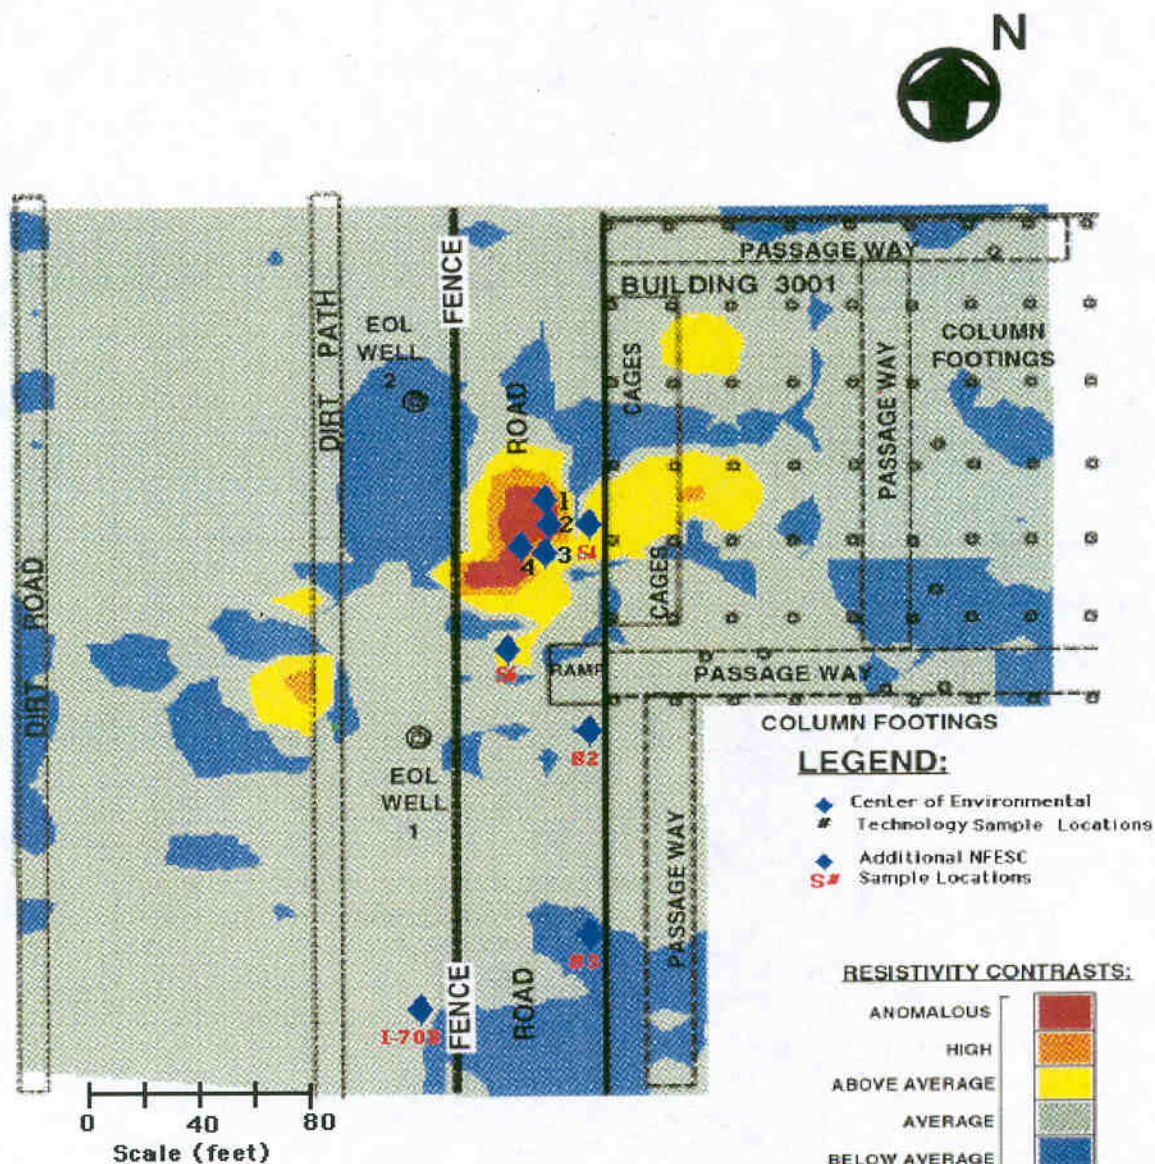 N
PASSAGE WAY
BUILDING 3001
FENCE
DIRT PATH
EOL
WELL
2
ROAD
CAGES
COLUMN
FOOTINGS
PASSAGE WAY
1
2
3
4
S4
CAGES
DIRT ROAD
S6
RAMP
PASSAGE WAY
COLUMN FOOTINGS
EOL
WELL
1
PASSAGE WAY
LEGEND:
Center of Environmental
# Technology Sample Locations
Additional NFESC
S# Sample Locations
FENCE
ROAD
RESISTIVITY CONTRASTS:
ANOMALOUS
HIGH
ABOVE AVERAGE
AVERAGE
BELOW AVERAGE
0 40 80
Scale (feet)